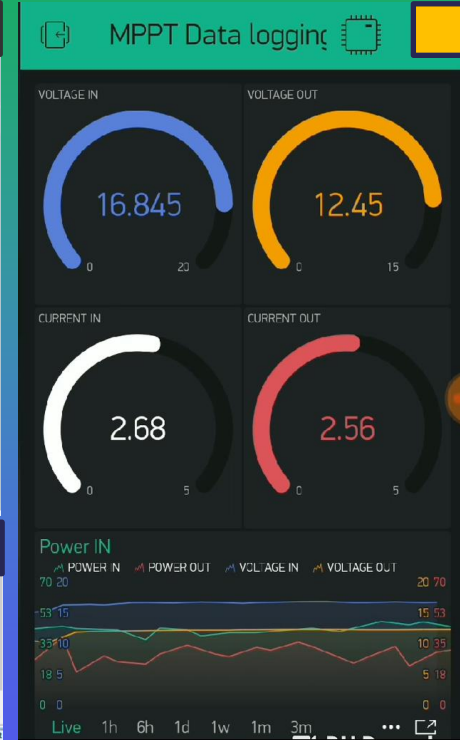 MPPT Data logging
VOLTAGE IN VOLTAGE OUT
16.845 12.45
0 20 0 15
CURRENT IN CURRENT OUT
2.68 2.56
0 5 0 5
Power IN
POWER IN POWER OUT VOLTAGE IN VOLTAGE OUT
70 20 20 70
53 15 15 53
35 10 10 35
18 5 5 18
0 0 0 0
Live 1h 6h 1d 1w 1m 3m